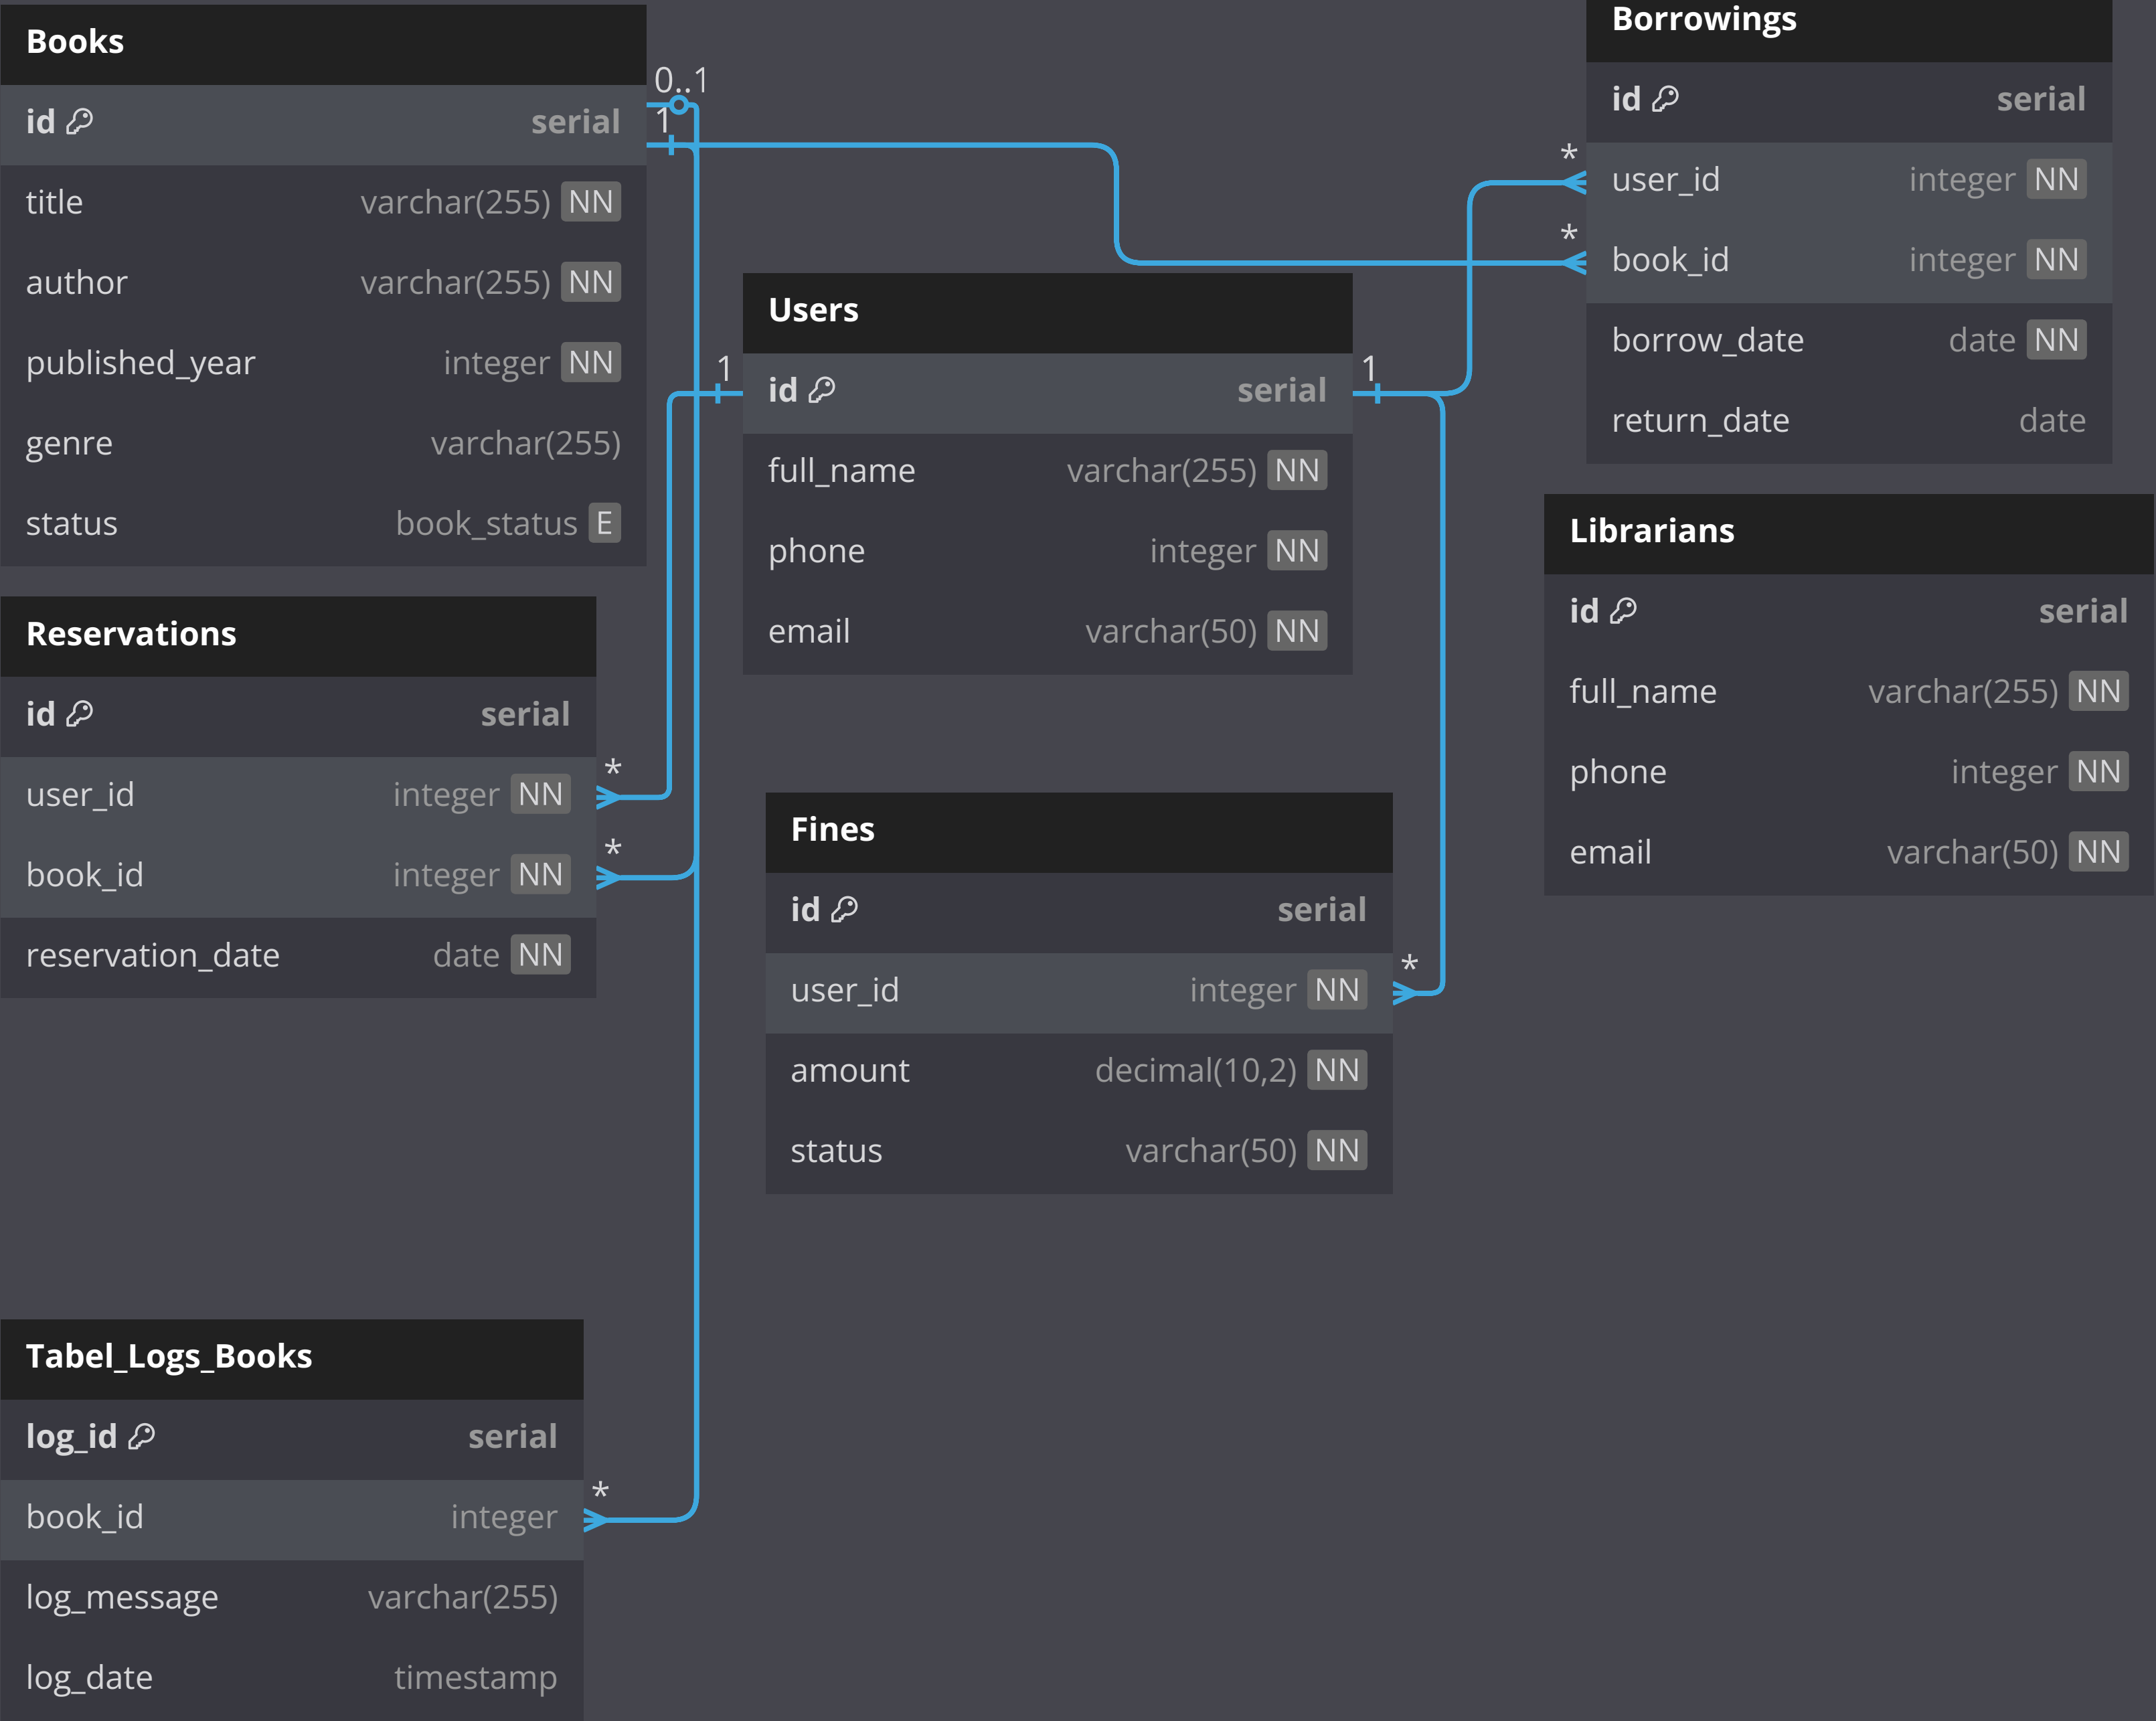 Books
id serial
title varchar(255) NN
author varchar(255) NN
published_year integer NN
genre varchar(255)
status book_status E
0..1
1
Borrowings
id serial
* user_id integer NN
* book_id integer NN
borrow_date date NN
return_date date
Users
1 id serial 1
full_name varchar(255) NN
phone integer NN
email varchar(50) NN
Librarians
id serial
full_name varchar(255) NN
phone integer NN
email varchar(50) NN
Reservations
id serial
user_id integer NN *
book_id integer NN *
reservation_date date NN
Fines
id serial
user_id integer NN *
amount decimal(10,2) NN
status varchar(50) NN
Tabel_Logs_Books
log_id serial
book_id integer *
log_message varchar(255)
log_date timestamp